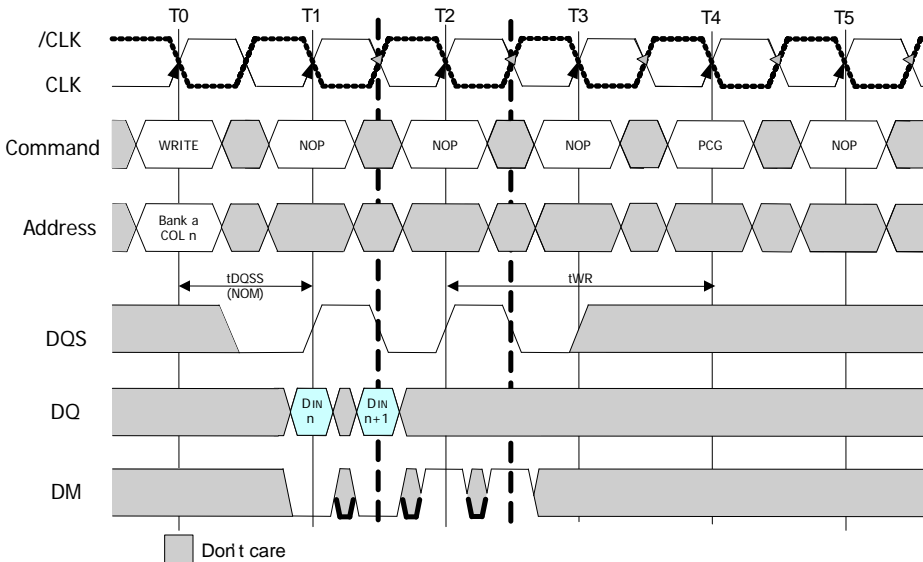 T0 T1 T2 T3 T4 T5
/CLK
CLK
Command WRITE NOP NOP NOP PCG NOP
Address Bank a
COL n
tDQSS
(NOM)
tWR
DQS
DQ DIN
n
DIN
n+1
DM
Don't care